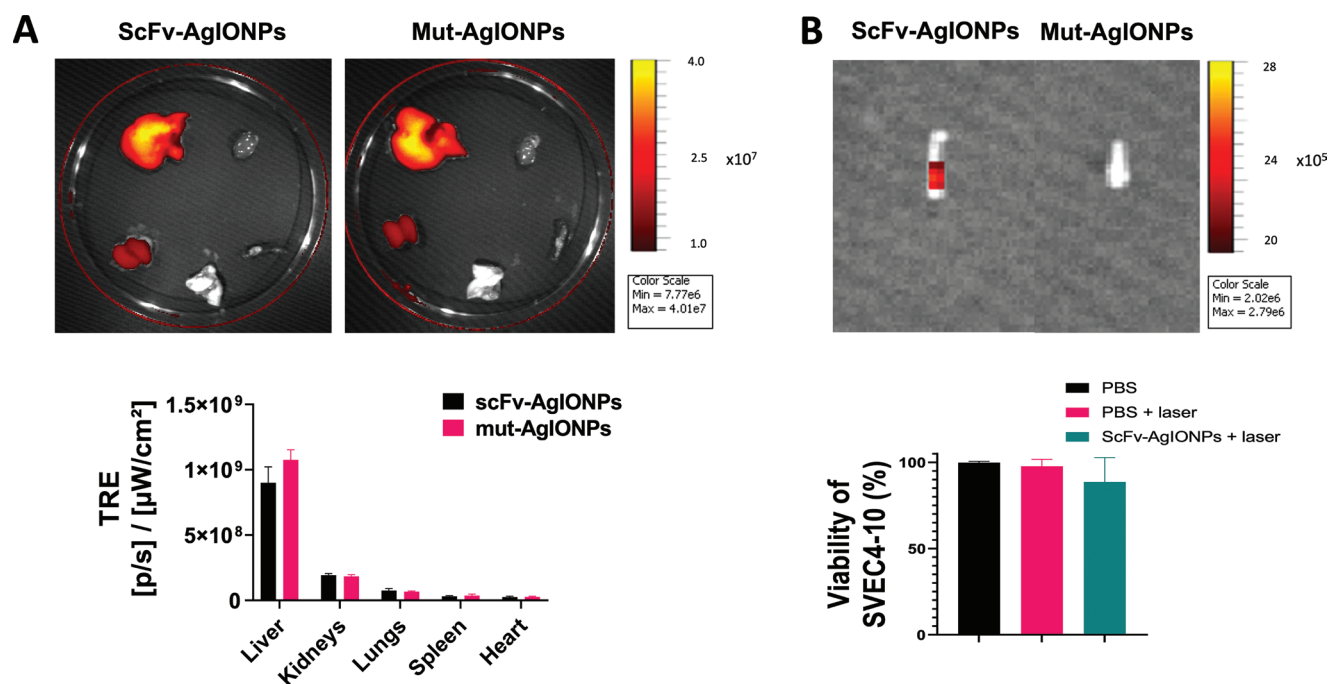 A
ScFv-AgIONPs
Mut-AgIONPs
4.0
2.5
x10⁷
1.0
Color Scale
Min = 7.77e6
Max = 4.01e7
TRE
[p/s] / [µW/cm²]
1.5×10⁹
1×10⁹
5×10⁸
0
scFv-AgIONPs
mut-AgIONPs
Liver
Kidneys
Lungs
Spleen
Heart
B
ScFv-AgIONPs
Mut-AgIONPs
28
24
x10⁵
20
Color Scale
Min = 2.02e6
Max = 2.79e6
PBS
PBS + laser
ScFv-AgIONPs + laser
Viability of
SVEC4-10 (%)
100
50
0